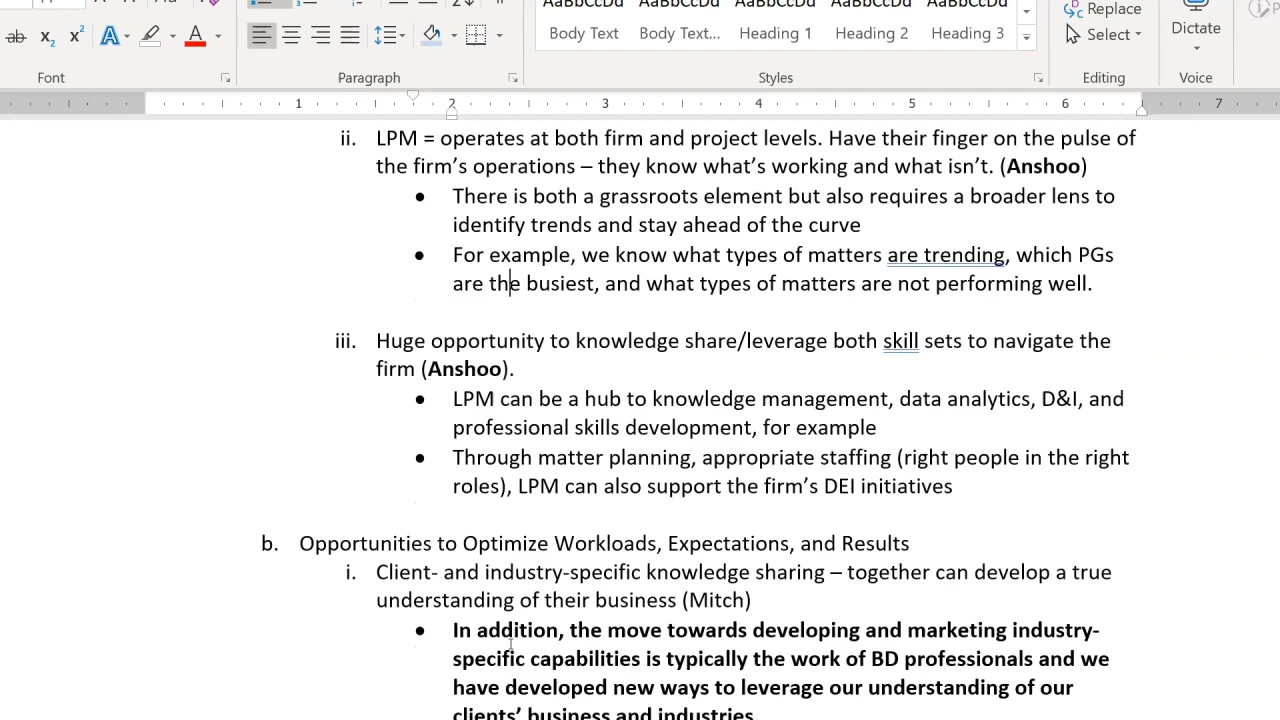 AaBbCcDd AaBbCcDd AaBbCcDd AaBbCcDd AaBbCcDd
Replace
ab x₂ x² A A Body Text Body Text... Heading 1 Heading 2 Heading 3 Select Dictate
Font Paragraph Styles Editing Voice
1 2 3 4 5 6 7
ii. LPM = operates at both firm and project levels. Have their finger on the pulse of
the firm’s operations – they know what’s working and what isn’t. (Anshoo)
● There is both a grassroots element but also requires a broader lens to
identify trends and stay ahead of the curve
● For example, we know what types of matters are trending, which PGs
are the busiest, and what types of matters are not performing well.
iii. Huge opportunity to knowledge share/leverage both skill sets to navigate the
firm (Anshoo).
● LPM can be a hub to knowledge management, data analytics, D&I, and
professional skills development, for example
● Through matter planning, appropriate staffing (right people in the right
roles), LPM can also support the firm’s DEI initiatives
b. Opportunities to Optimize Workloads, Expectations, and Results
i. Client- and industry-specific knowledge sharing – together can develop a true
understanding of their business (Mitch)
● In addition, the move towards developing and marketing industry-
specific capabilities is typically the work of BD professionals and we
have developed new ways to leverage our understanding of our
clients’ business and industries.